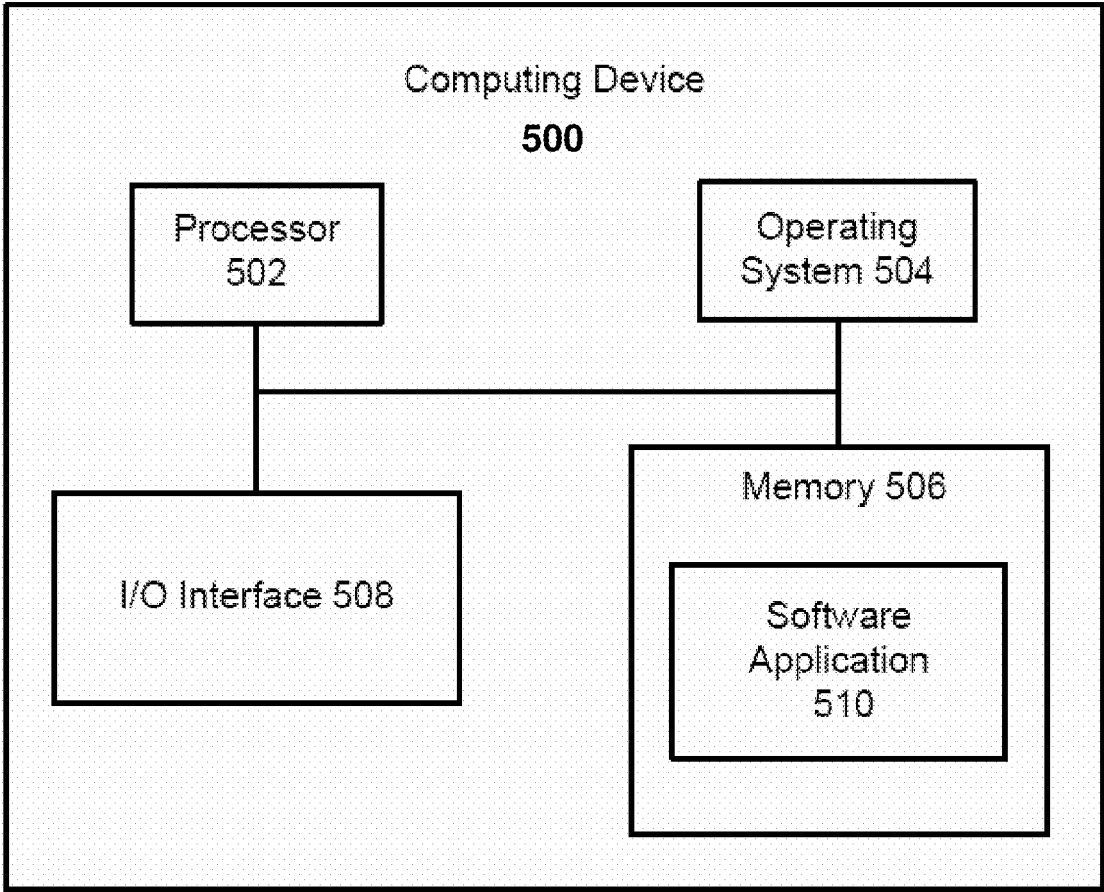 Computing Device
500
Processor
502
Operating
System 504
Memory 506
I/O Interface 508
Software
Application
510